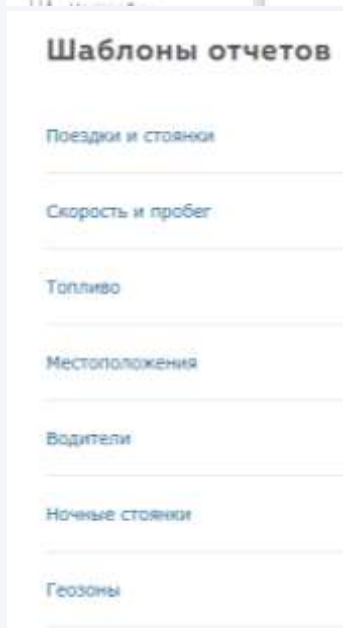 Шаблоны отчетов
Поездки и стоянки
Скорость и пробег
Топливо
Местоположения
Водители
Ночные стоянки
Геозоны